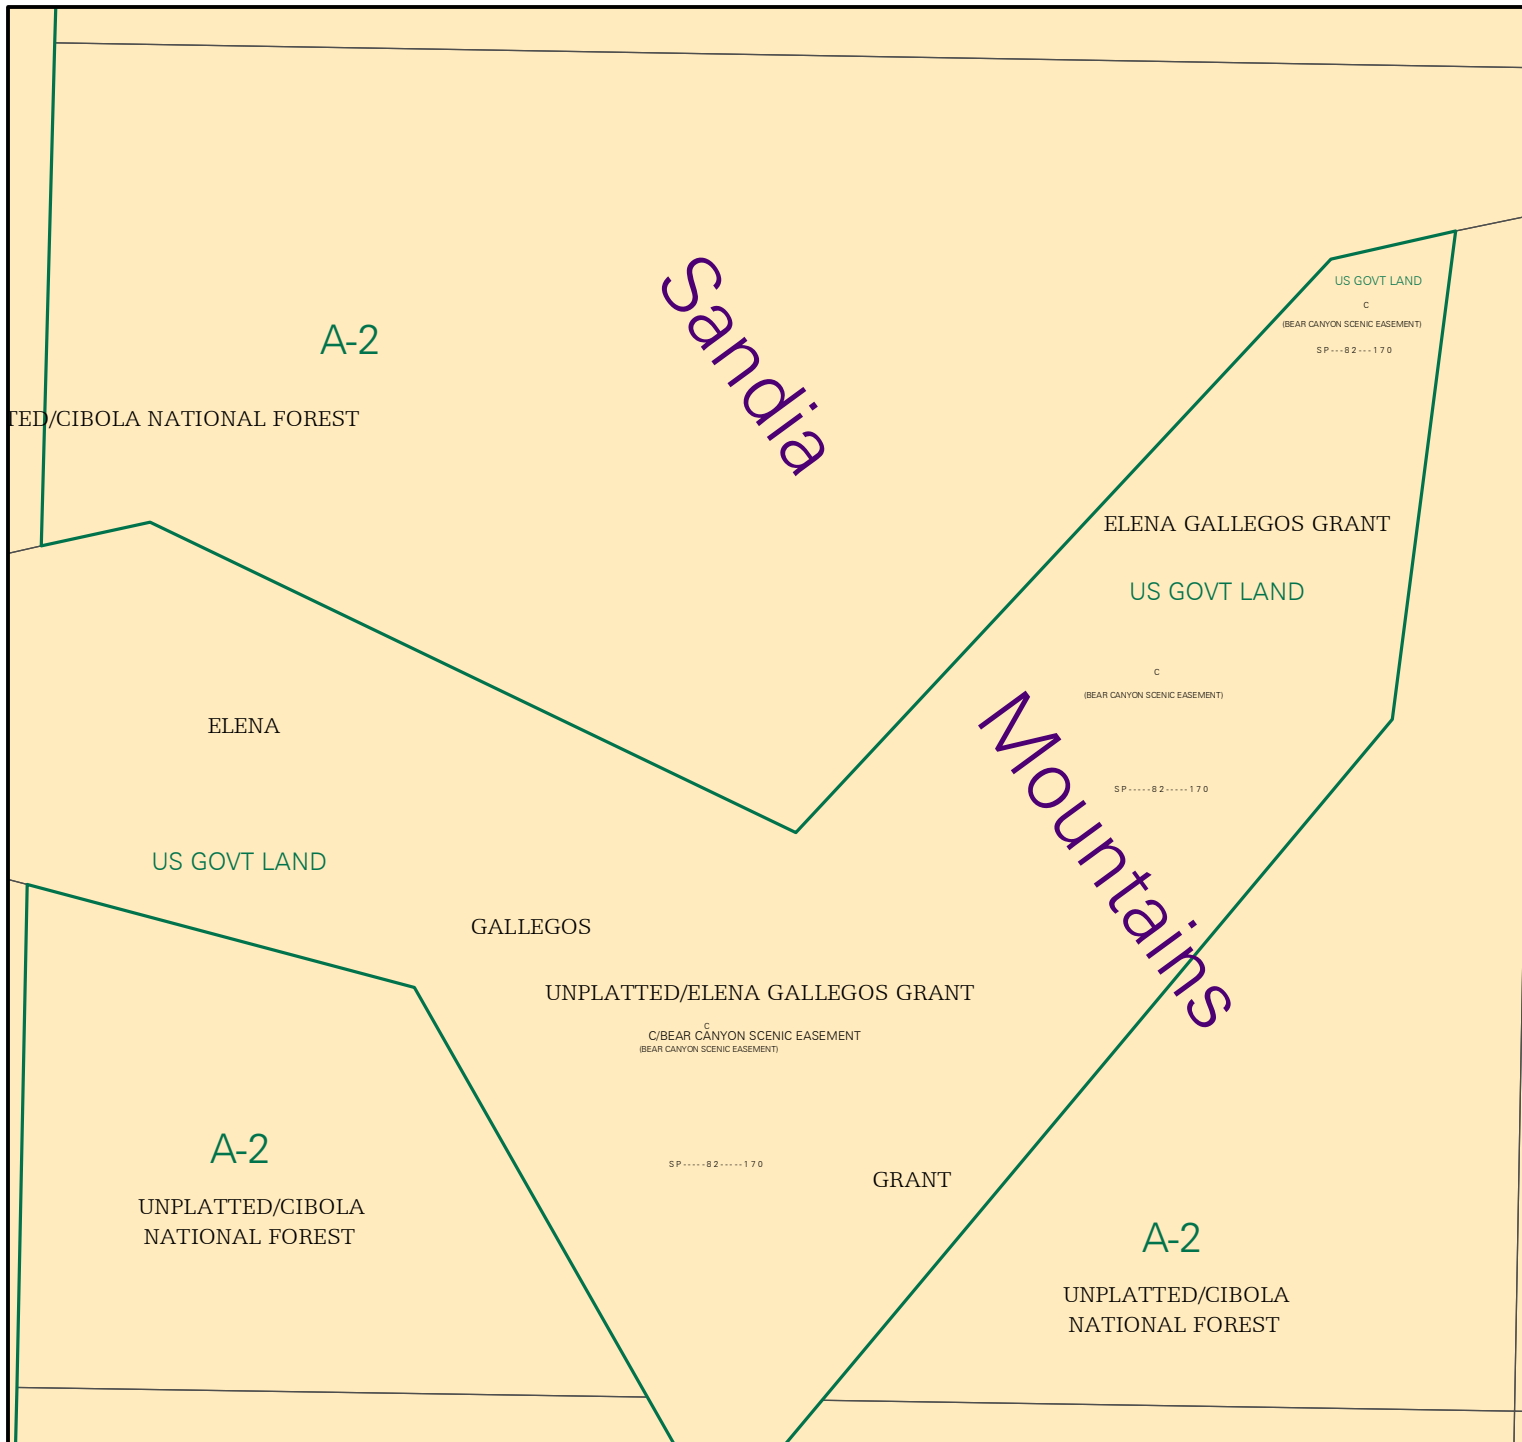 US GOVT LAND
C
(BEAR CANYON SCENIC EASEMENT)
SP---82---170
Sandia
A-2
TED/CIBOLA NATIONAL FOREST
ELENA GALLEGOS GRANT
US GOVT LAND
C
(BEAR CANYON SCENIC EASEMENT)
SP-----82-----170
Mountains
ELENA
US GOVT LAND
GALLEGOS
UNPLATTED/ELENA GALLEGOS GRANT
C
C/BEAR CANYON SCENIC EASEMENT
(BEAR CANYON SCENIC EASEMENT)
SP-----82-----170
GRANT
A-2
UNPLATTED/CIBOLA
NATIONAL FOREST
A-2
UNPLATTED/CIBOLA
NATIONAL FOREST